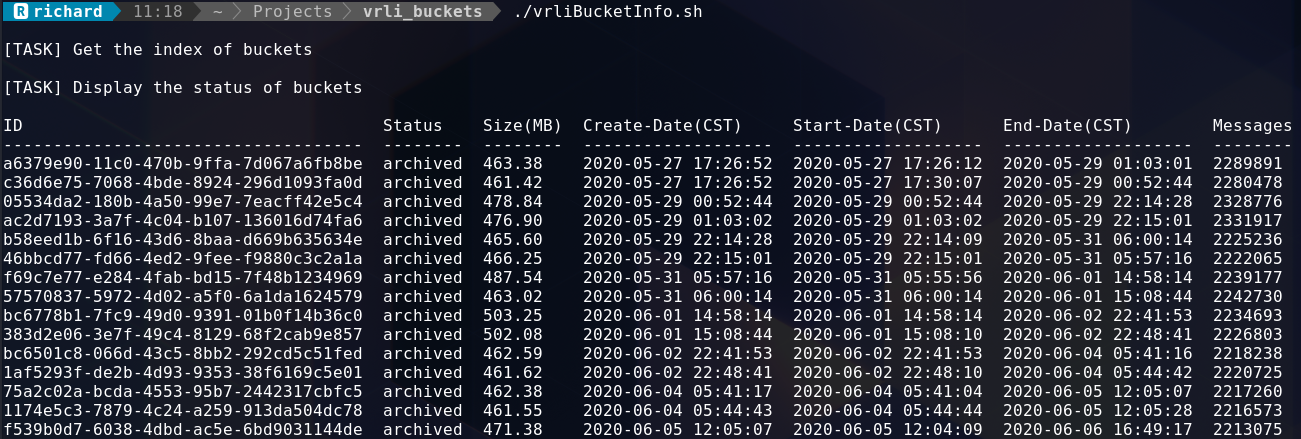 R richard 11:18 ~ Projects vrli_buckets ./vrliBucketInfo.sh
[TASK] Get the index of buckets
[TASK] Display the status of buckets
ID Status Size(MB) Create-Date(CST) Start-Date(CST) End-Date(CST) Messages
------------------------------------ -------- -------- ------------------- ------------------- ------------------- --------
a6379e90-11c0-470b-9ffa-7d067a6fb8be archived 463.38 2020-05-27 17:26:52 2020-05-27 17:26:12 2020-05-29 01:03:01 2289891
c36d6e75-7068-4bde-8924-296d1093fa0d archived 461.42 2020-05-27 17:26:52 2020-05-27 17:30:07 2020-05-29 00:52:44 2280478
05534da2-180b-4a50-99e7-7eacff42e5c4 archived 478.84 2020-05-29 00:52:44 2020-05-29 00:52:44 2020-05-29 22:14:28 2328776
ac2d7193-3a7f-4c04-b107-136016d74fa6 archived 476.90 2020-05-29 01:03:02 2020-05-29 01:03:02 2020-05-29 22:15:01 2331917
b58eed1b-6f16-43d6-8baa-d669b635634e archived 465.60 2020-05-29 22:14:28 2020-05-29 22:14:09 2020-05-31 06:00:14 2225236
46bbcd77-fd66-4ed2-9fee-f9880c3c2a1a archived 466.25 2020-05-29 22:15:01 2020-05-29 22:15:01 2020-05-31 05:57:16 2222065
f69c7e77-e284-4fab-bd15-7f48b1234969 archived 487.54 2020-05-31 05:57:16 2020-05-31 05:55:56 2020-06-01 14:58:14 2239177
57570837-5972-4d02-a5f0-6a1da1624579 archived 463.02 2020-05-31 06:00:14 2020-05-31 06:00:14 2020-06-01 15:08:44 2242730
bc6778b1-7fc9-49d0-9391-01b0f14b36c0 archived 503.25 2020-06-01 14:58:14 2020-06-01 14:58:14 2020-06-02 22:41:53 2234693
383d2e06-3e7f-49c4-8129-68f2cab9e857 archived 502.08 2020-06-01 15:08:44 2020-06-01 15:08:10 2020-06-02 22:48:41 2226803
bc6501c8-066d-43c5-8bb2-292cd5c51fed archived 462.59 2020-06-02 22:41:53 2020-06-02 22:41:53 2020-06-04 05:41:16 2218238
1af5293f-de2b-4d93-9353-38f6169c5e01 archived 461.62 2020-06-02 22:48:41 2020-06-02 22:48:10 2020-06-04 05:44:42 2220725
75a2c02a-bcda-4553-95b7-2442317cbfc5 archived 462.38 2020-06-04 05:41:17 2020-06-04 05:41:04 2020-06-05 12:05:07 2217260
1174e5c3-7879-4c24-a259-913da504dc78 archived 461.55 2020-06-04 05:44:43 2020-06-04 05:44:44 2020-06-05 12:05:28 2216573
f539b0d7-6038-4dbd-ac5e-6bd9031144de archived 471.38 2020-06-05 12:05:07 2020-06-05 12:04:09 2020-06-06 16:49:17 2213075